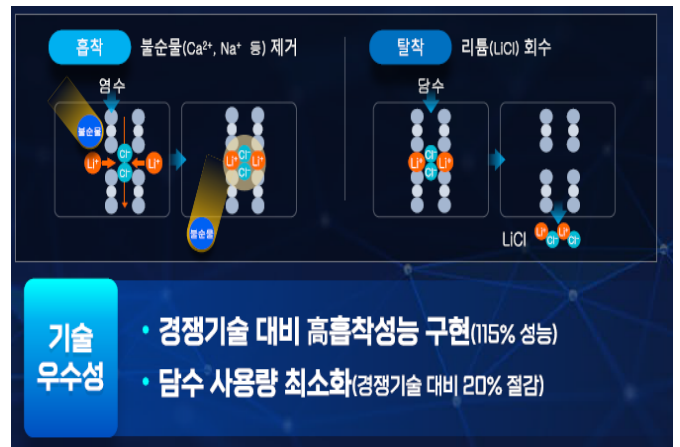 흡착 불순물(Ca²⁺, Na⁺ 등) 제거
탈착 리튬(LiCl) 회수
염수
담수
불순물
Li⁺
Cl⁻
Cl⁻
Li⁺
Li⁺
Cl⁻
Cl⁻
Li⁺
불순물
Li⁺
Cl⁻
Cl⁻
Li⁺
LiCl
Li⁺
Cl⁻
Li⁺
Cl⁻
기술
우수성
• 경쟁기술 대비 高흡착성능 구현(115% 성능)
• 담수 사용량 최소화(경쟁기술 대비 20% 절감)